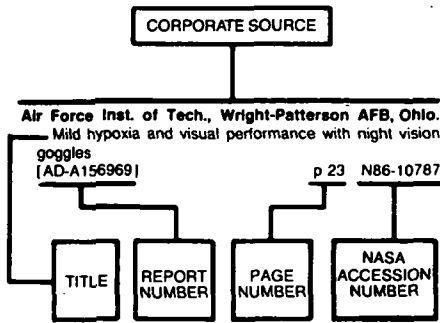 CORPORATE SOURCE
Air Force Inst. of Tech., Wright-Patterson AFB, Ohio.
Mild hypoxia and visual performance with night vision
goggles
[AD-A156969] p 23 N86-10787
TITLE
REPORT
NUMBER
PAGE
NUMBER
NASA
ACCESSION
NUMBER